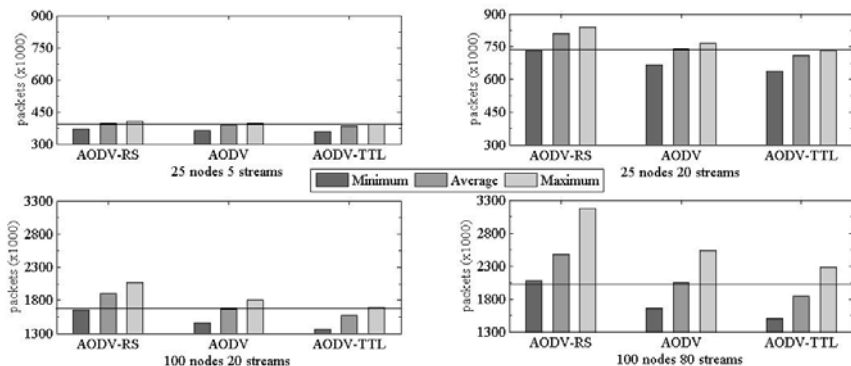 900
750
600
450
300
packets (x1000)
AODV-RS AODV AODV-TTL
25 nodes 5 streams
900
750
600
450
300
packets (x1000)
AODV-RS AODV AODV-TTL
25 nodes 20 streams
Minimum Average Maximum
3300
2800
2300
1800
1300
packets (x1000)
AODV-RS AODV AODV-TTL
100 nodes 20 streams
3300
2800
2300
1800
1300
packets (x1000)
AODV-RS AODV AODV-TTL
100 nodes 80 streams